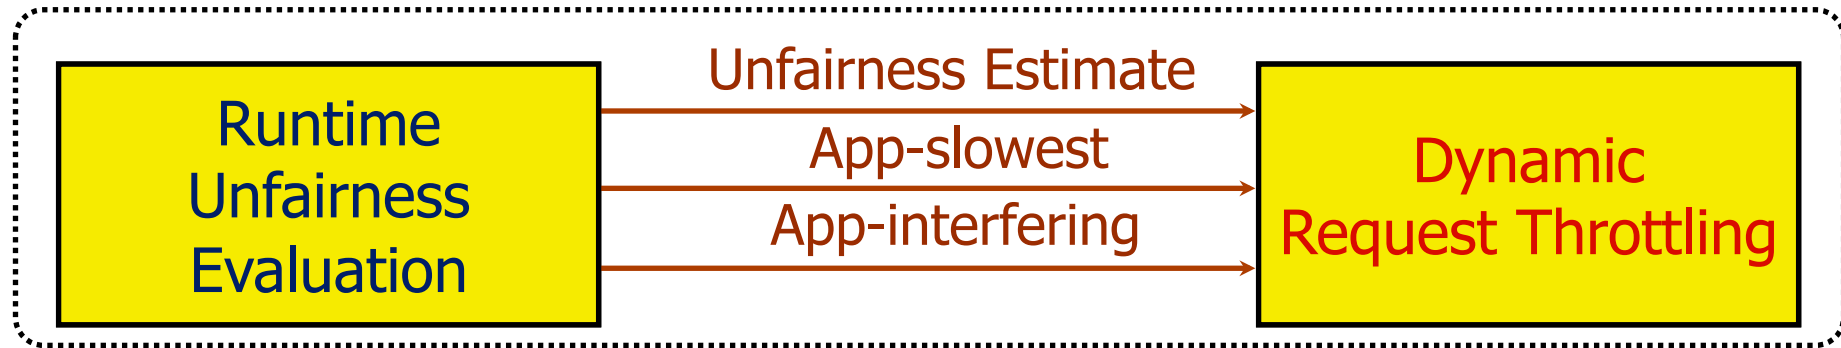 Runtime
Unfairness
Evaluation
Unfairness Estimate
App-slowest
App-interfering
Dynamic
Request Throttling